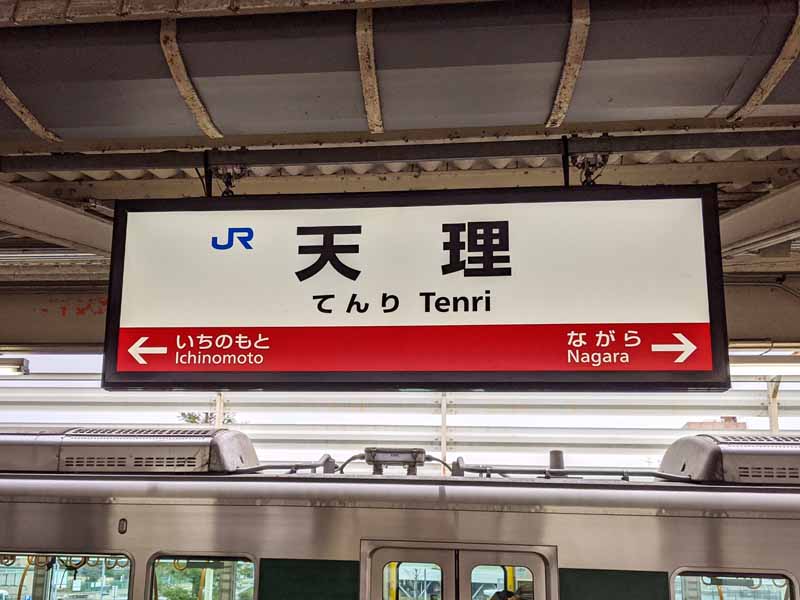 JR 天理
てんり Tenri
← いちのもと
Ichinomoto
ながら →
Nagara